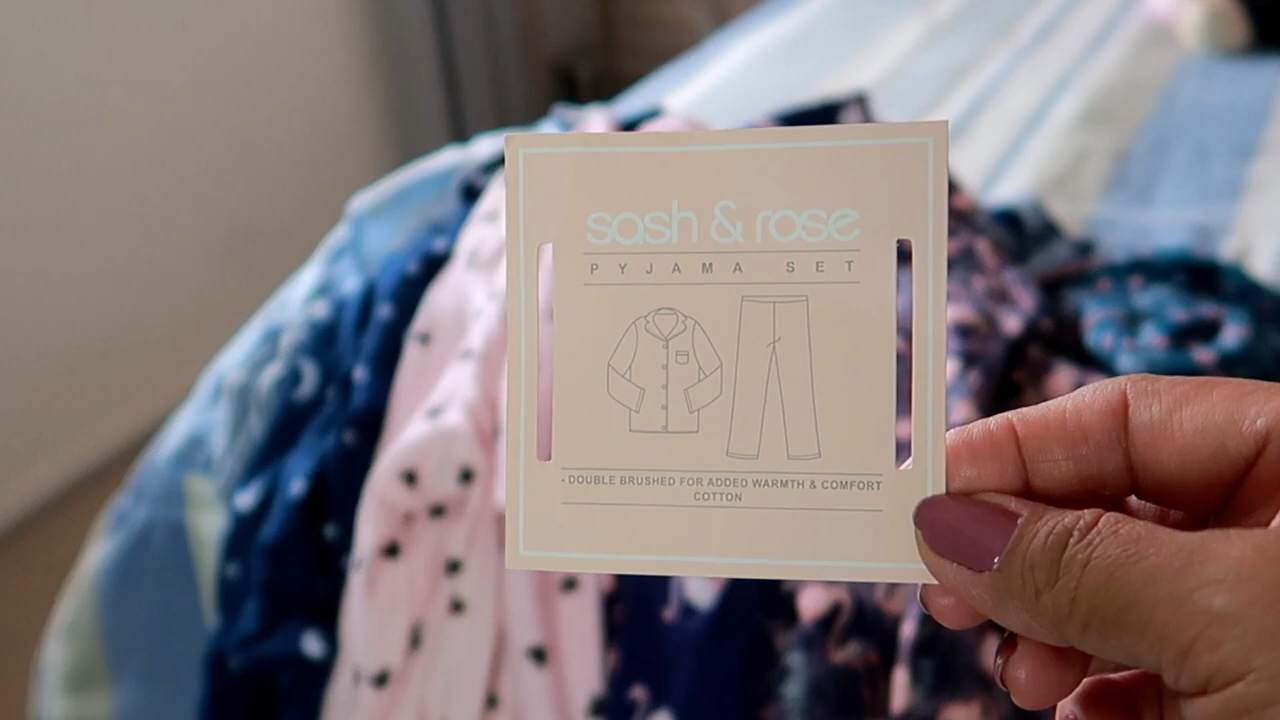 sash & rose
PYJAMA SET
• DOUBLE BRUSHED FOR ADDED WARMTH & COMFORT
COTTON